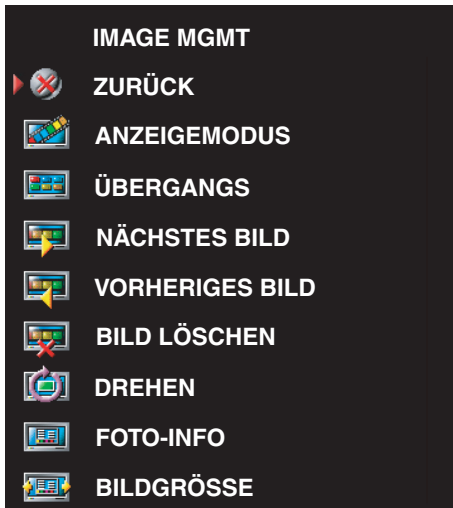 IMAGE MGMT
ZURÜCK
ANZEIGEMODUS
ÜBERGANGS
NÄCHSTES BILD
VORHERIGES BILD
BILD LÖSCHEN
DREHEN
FOTO-INFO
BILDGRÖSSE